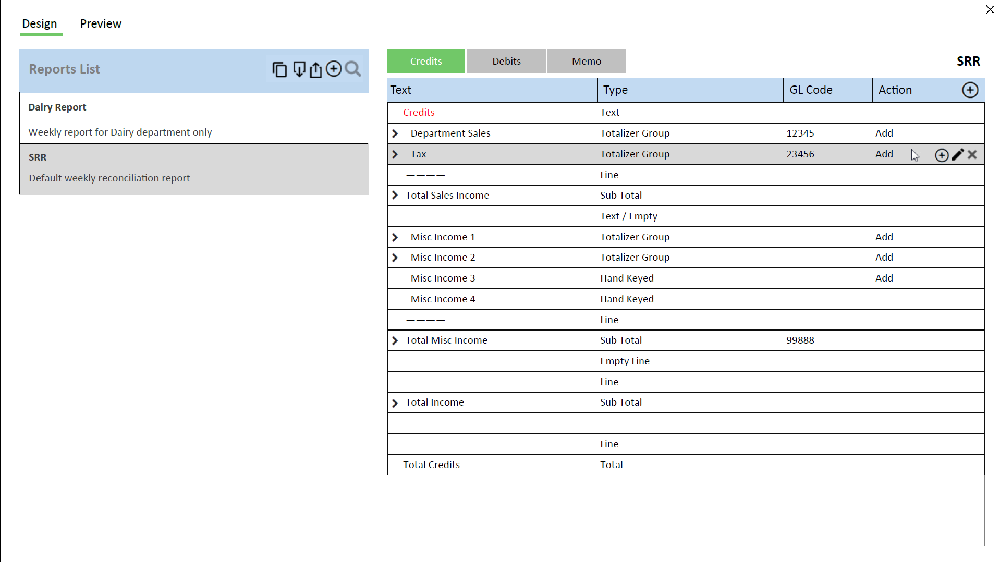 Design Preview
Reports List
Dairy Report
Weekly report for Dairy department only
SRR
Default weekly reconciliation report
Credits Debits Memo SRR
Text Type GL Code Action
Credits Text
Department Sales Totalizer Group 12345 Add
Tax Totalizer Group 23456 Add
———— Line
Total Sales Income Sub Total
Text / Empty
Misc Income 1 Totalizer Group Add
Misc Income 2 Totalizer Group Add
Misc Income 3 Hand Keyed Add
Misc Income 4 Hand Keyed
———— Line
Total Misc Income Sub Total 99888
Empty Line
_______ Line
Total Income Sub Total
======= Line
Total Credits Total